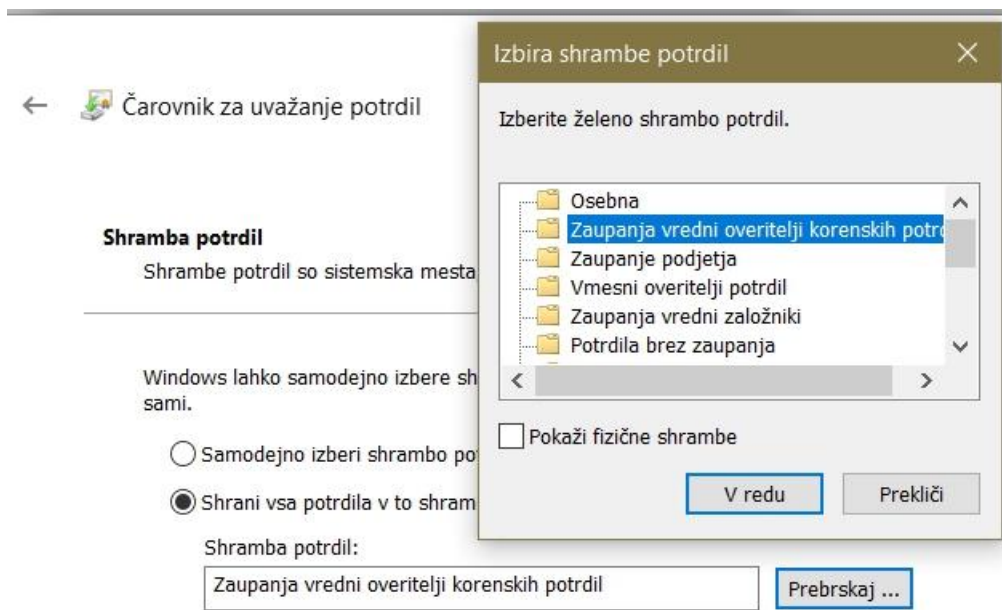 Čarovnik za uvažanje potrdil
Shramba potrdil
Shrambe potrdil so sistemska mesta,
Windows lahko samodejno izbere sh
sami.
Samodejno izberi shrambo po
Shrani vsa potrdila v to shram
Shramba potrdil:
Zaupanja vredni overitelji korenskih potrdil
Prebrskaj ...
Izbira shrambe potrdil
Izberite želeno shrambo potrdil.
Osebna
Zaupanja vredni overitelji korenskih potr
Zaupanje podjetja
Vmesni overitelji potrdil
Zaupanja vredni založniki
Potrdila brez zaupanja
Pokaži fizične shrambe
V redu
Prekliči